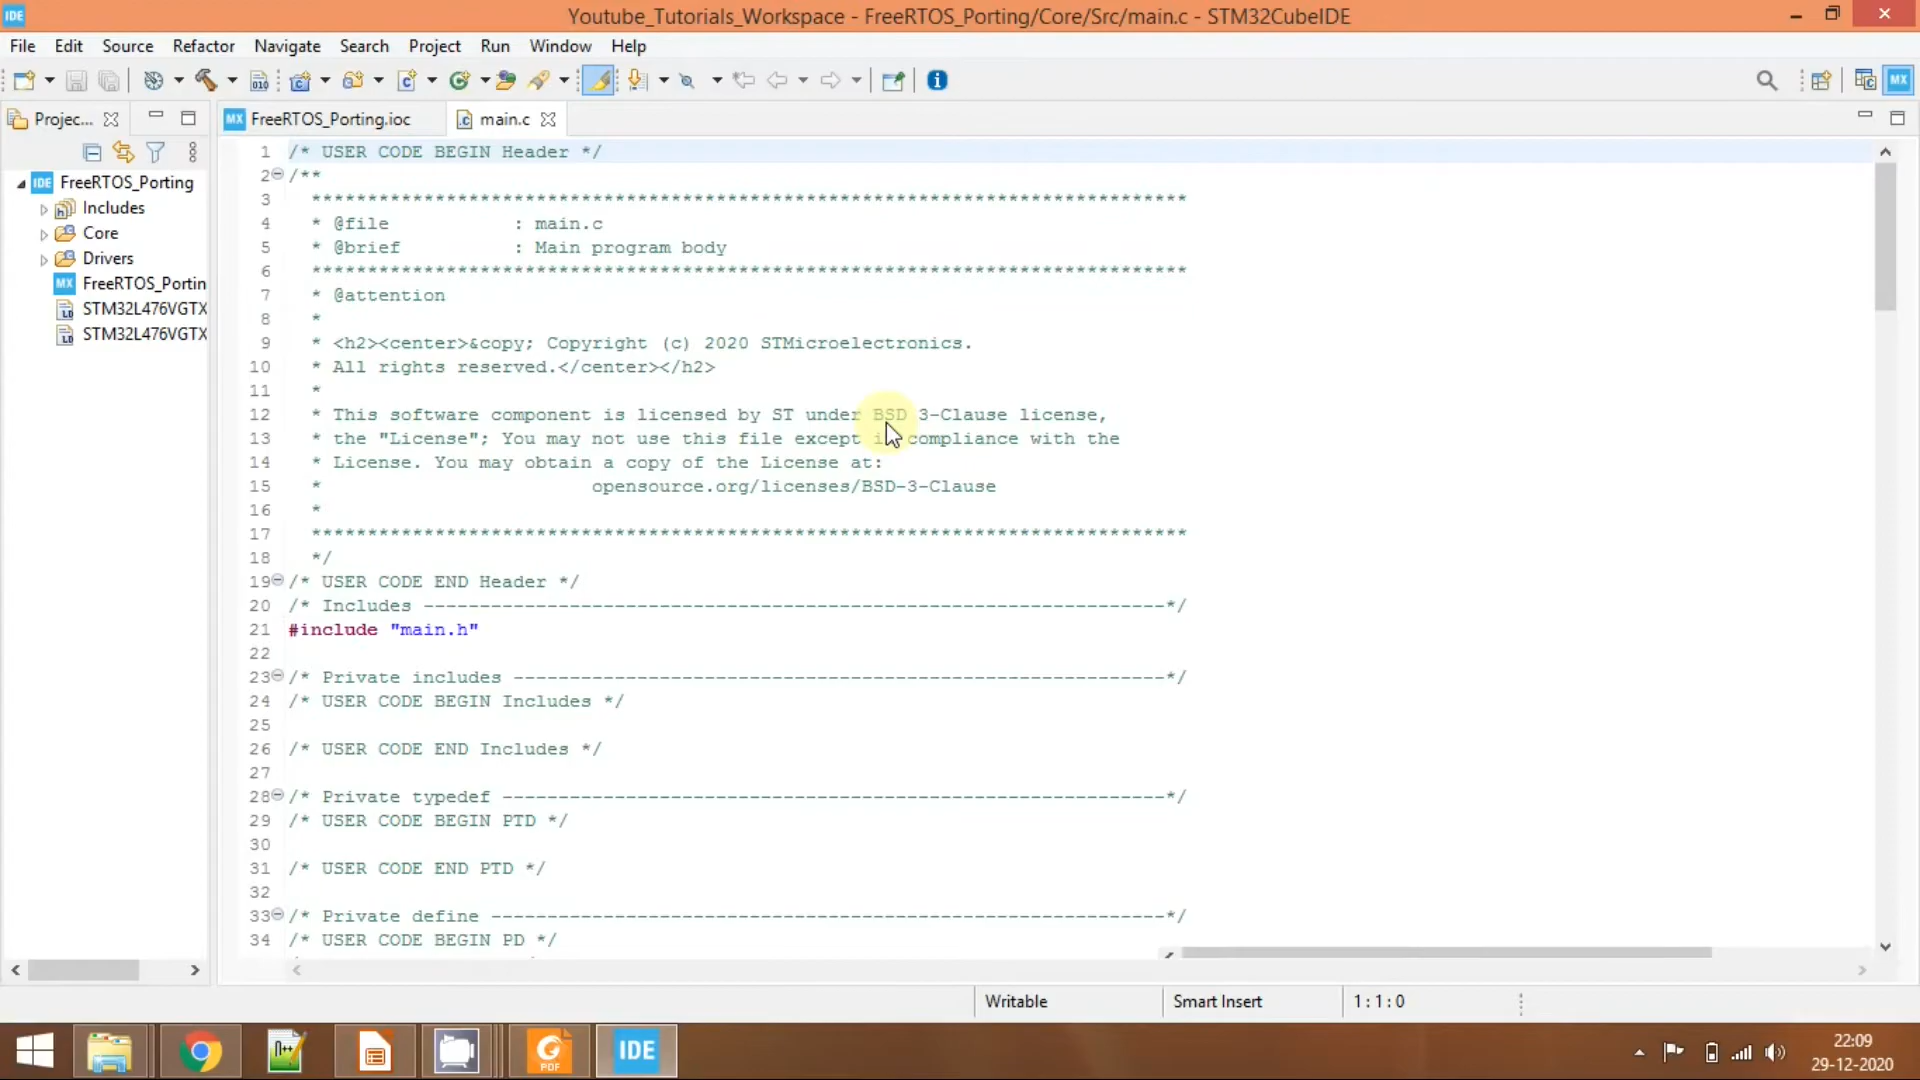 IDE
Youtube_Tutorials_Workspace - FreeRTOS_Porting/Core/Src/main.c - STM32CubeIDE
File Edit Source Refactor Navigate Search Project Run Window Help
010
MX
Projec...
FreeRTOS_Porting
Includes
Core
Drivers
FreeRTOS_Portin
STM32L476VGTX
STM32L476VGTX
FreeRTOS_Porting.ioc
main.c
1 /* USER CODE BEGIN Header */
2 /**
3 ******************************************************************************
4 * @file : main.c
5 * @brief : Main program body
6 ******************************************************************************
7 * @attention
8 *
9 * <h2><center>&copy; Copyright (c) 2020 STMicroelectronics.
10 * All rights reserved.</center></h2>
11 *
12 * This software component is licensed by ST under BSD 3-Clause license,
13 * the "License"; You may not use this file except in compliance with the
14 * License. You may obtain a copy of the License at:
15 * opensource.org/licenses/BSD-3-Clause
16 *
17 ******************************************************************************
18 */
19 /* USER CODE END Header */
20 /* Includes ------------------------------------------------------------------*/
21 #include "main.h"
22
23 /* Private includes ----------------------------------------------------------*/
24 /* USER CODE BEGIN Includes */
25
26 /* USER CODE END Includes */
27
28 /* Private typedef -----------------------------------------------------------*/
29 /* USER CODE BEGIN PTD */
30
31 /* USER CODE END PTD */
32
33 /* Private define ------------------------------------------------------------*/
34 /* USER CODE BEGIN PD */
Writable Smart Insert 1 : 1 : 0
N++ PDF IDE
22:09
29-12-2020